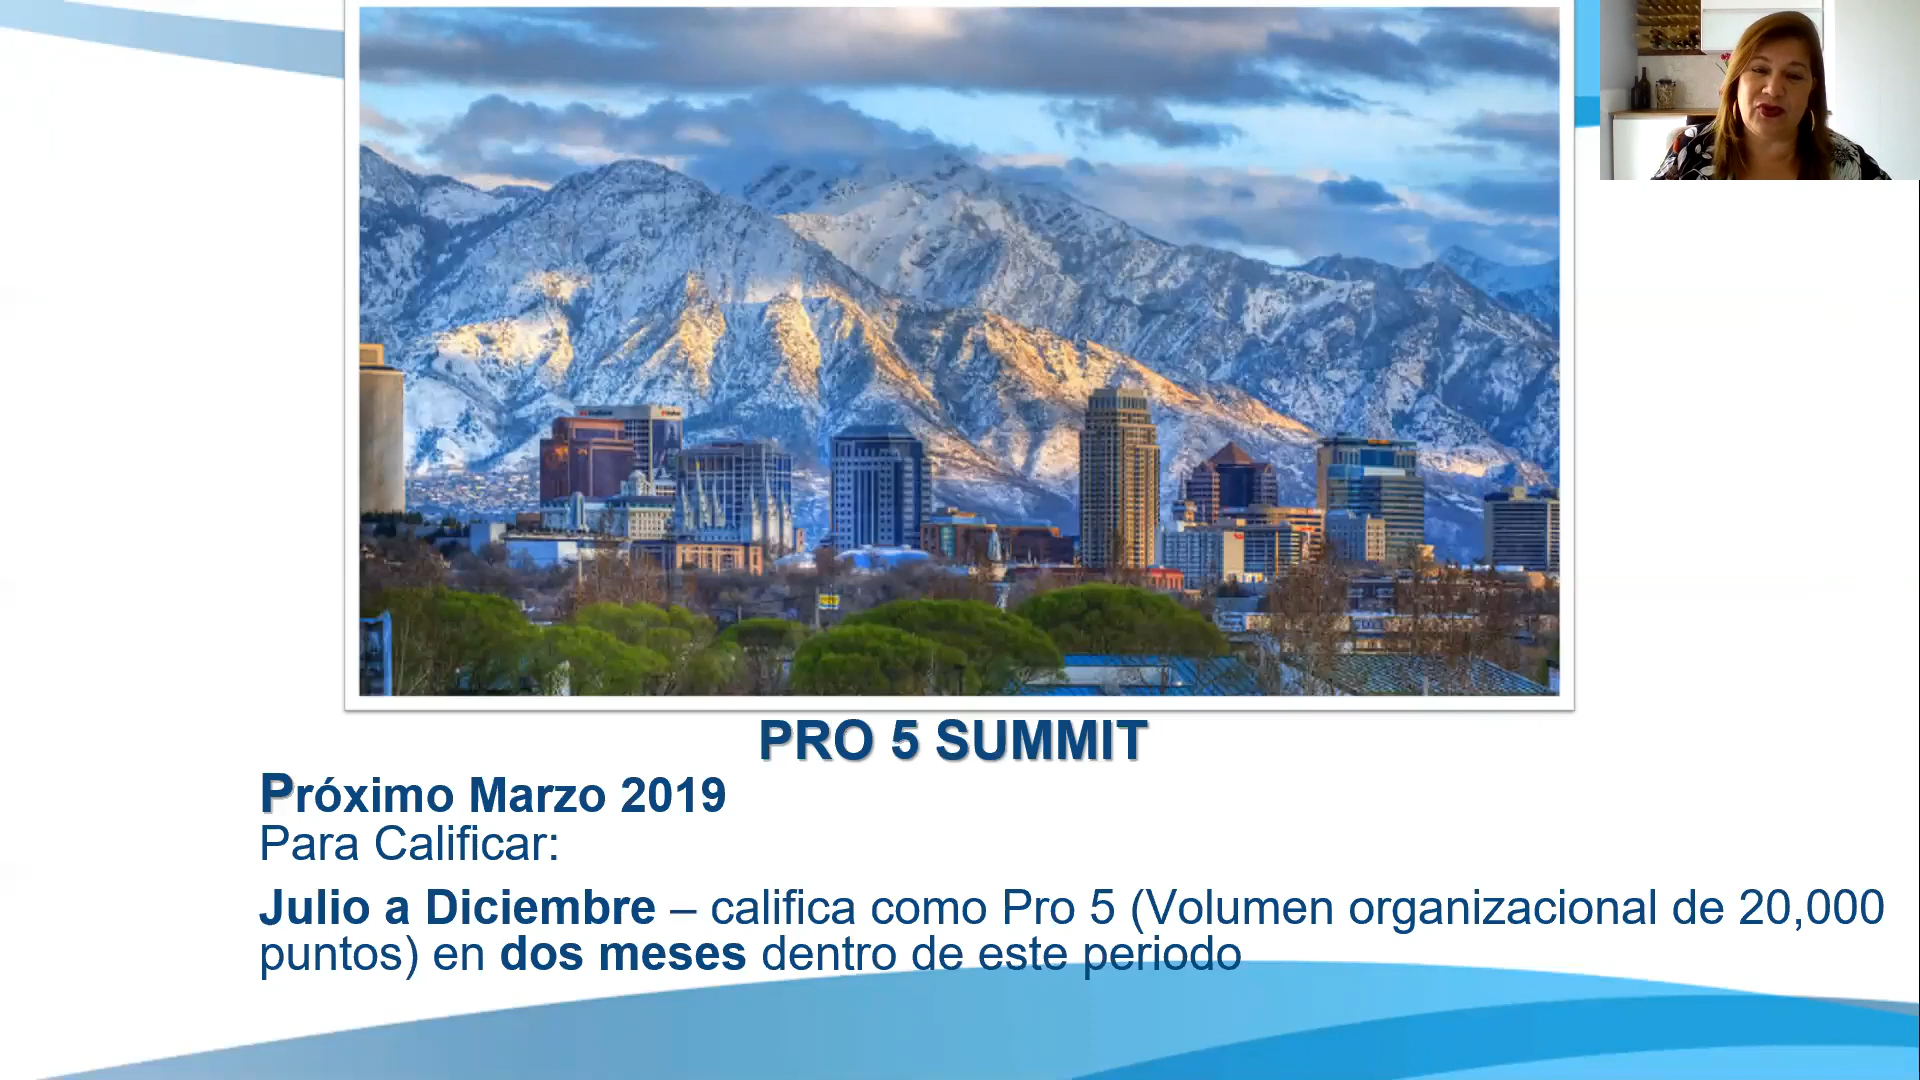 PRO 5 SUMMIT
Próximo Marzo 2019
Para Calificar:
Julio a Diciembre – califica como Pro 5 (Volumen organizacional de 20,000
puntos) en dos meses dentro de este periodo